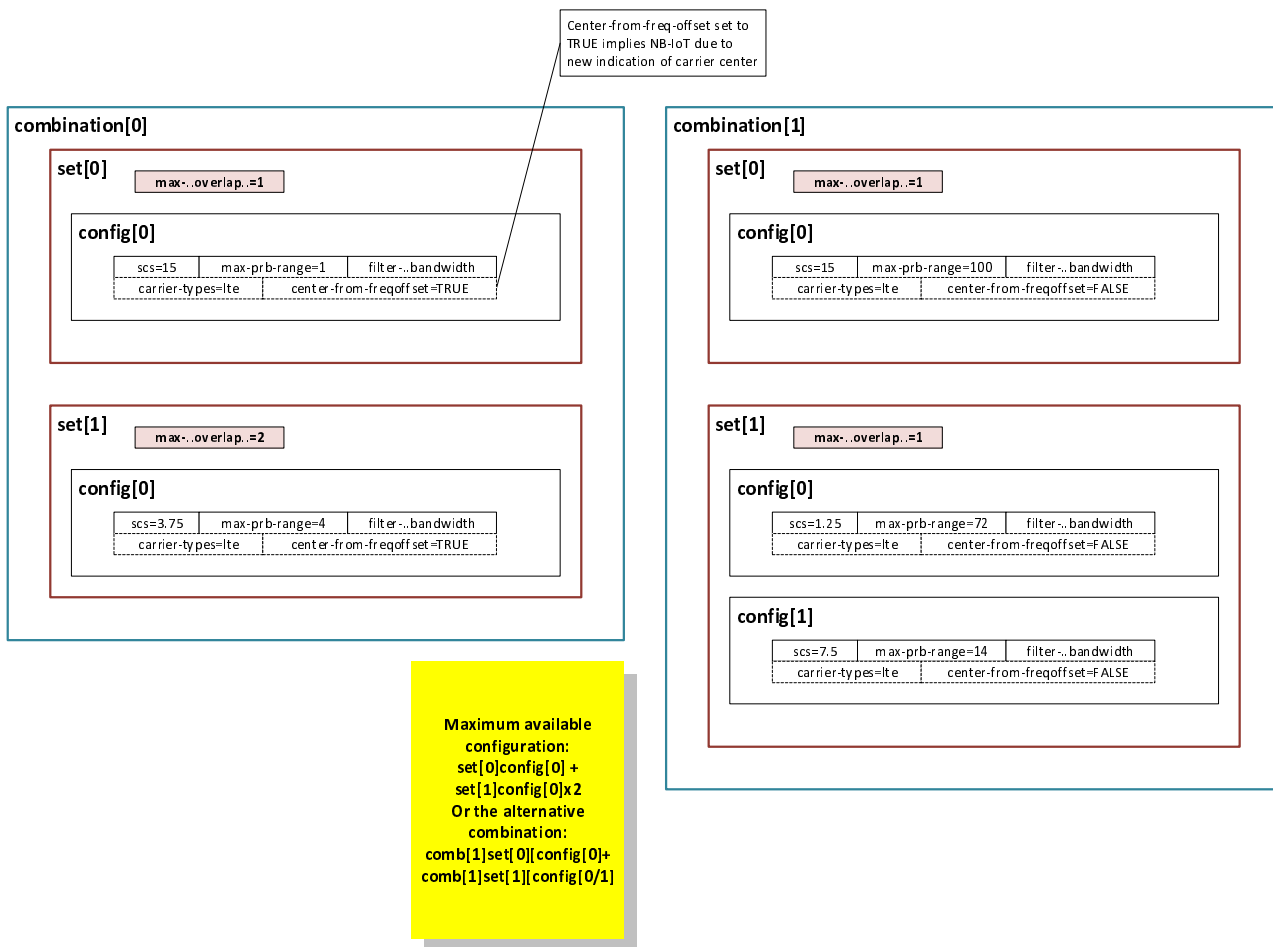 Center-from-freq-offset set to
TRUE implies NB-IoT due to
new indication of carrier center
combination[0]
set[0]
max-..overlap..=1
config[0]
scs=15
max-prb-range=1
filter-..bandwidth
carrier-types=lte
center-from-freqoffset=TRUE
set[1]
max-..overlap..=2
config[0]
scs=3.75
max-prb-range=4
filter-..bandwidth
carrier-types=lte
center-from-freqoffset=TRUE
combination[1]
set[0]
max-..overlap..=1
config[0]
scs=15
max-prb-range=100
filter-..bandwidth
carrier-types=lte
center-from-freqoffset=FALSE
set[1]
max-..overlap..=1
config[0]
scs=1.25
max-prb-range=72
filter-..bandwidth
carrier-types=lte
center-from-freqoffset=FALSE
config[1]
scs=7.5
max-prb-range=14
filter-..bandwidth
carrier-types=lte
center-from-freqoffset=FALSE
Maximum available
configuration:
set[0]config[0] +
set[1]config[0]x2
Or the alternative
combination:
comb[1]set[0][config[0]+
comb[1]set[1][config[0/1]